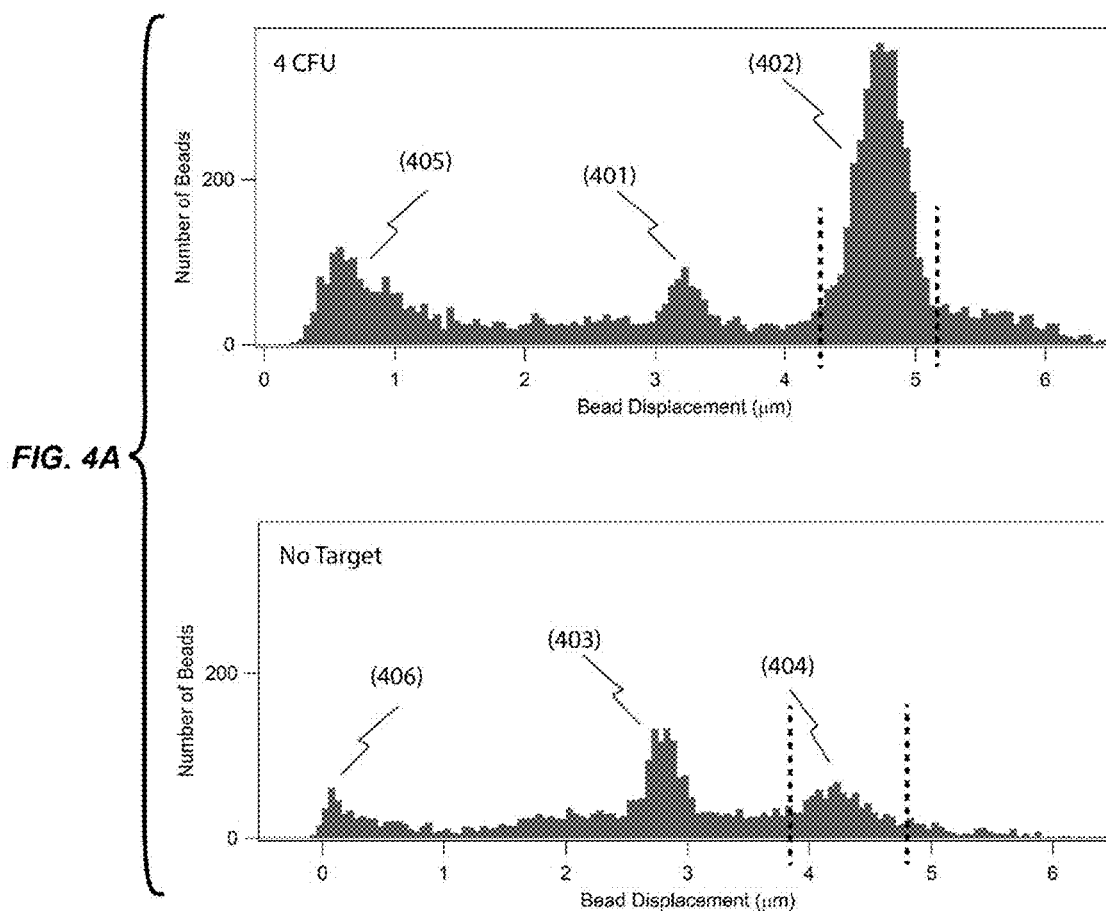 4 CFU
(402)
(405)
(401)
Number of Beads
200
0
0 1 2 3 4 5 6
Bead Displacement (μm)
FIG. 4A
No Target
(403)
(404)
(406)
Number of Beads
200
0
0 1 2 3 4 5 6
Bead Displacement (μm)